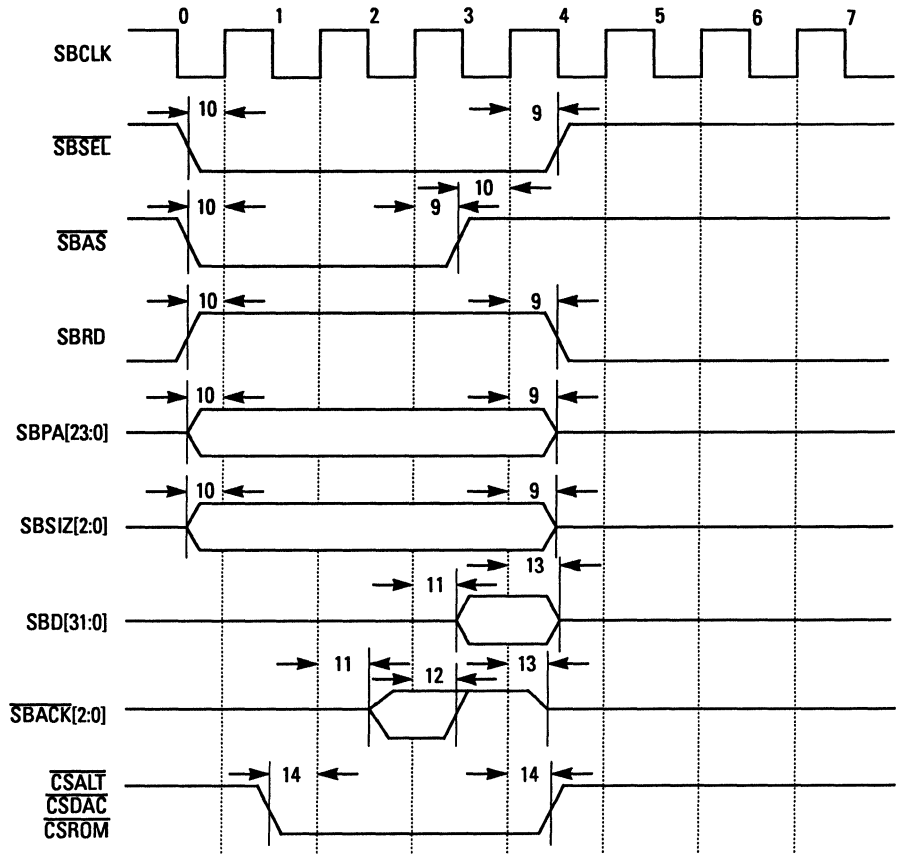 0 1 2 3 4 5 6 7
SBCLK
10 9
SBSEL
10
10 9
SBAS
10 9
SBRD
10 9
SBPA[23:0]
10 9
SBSIZ[2:0]
13
11
SBD[31:0]
11 12 13
SBACK[2:0]
14 14
CSALT
CSDAC
CSROM